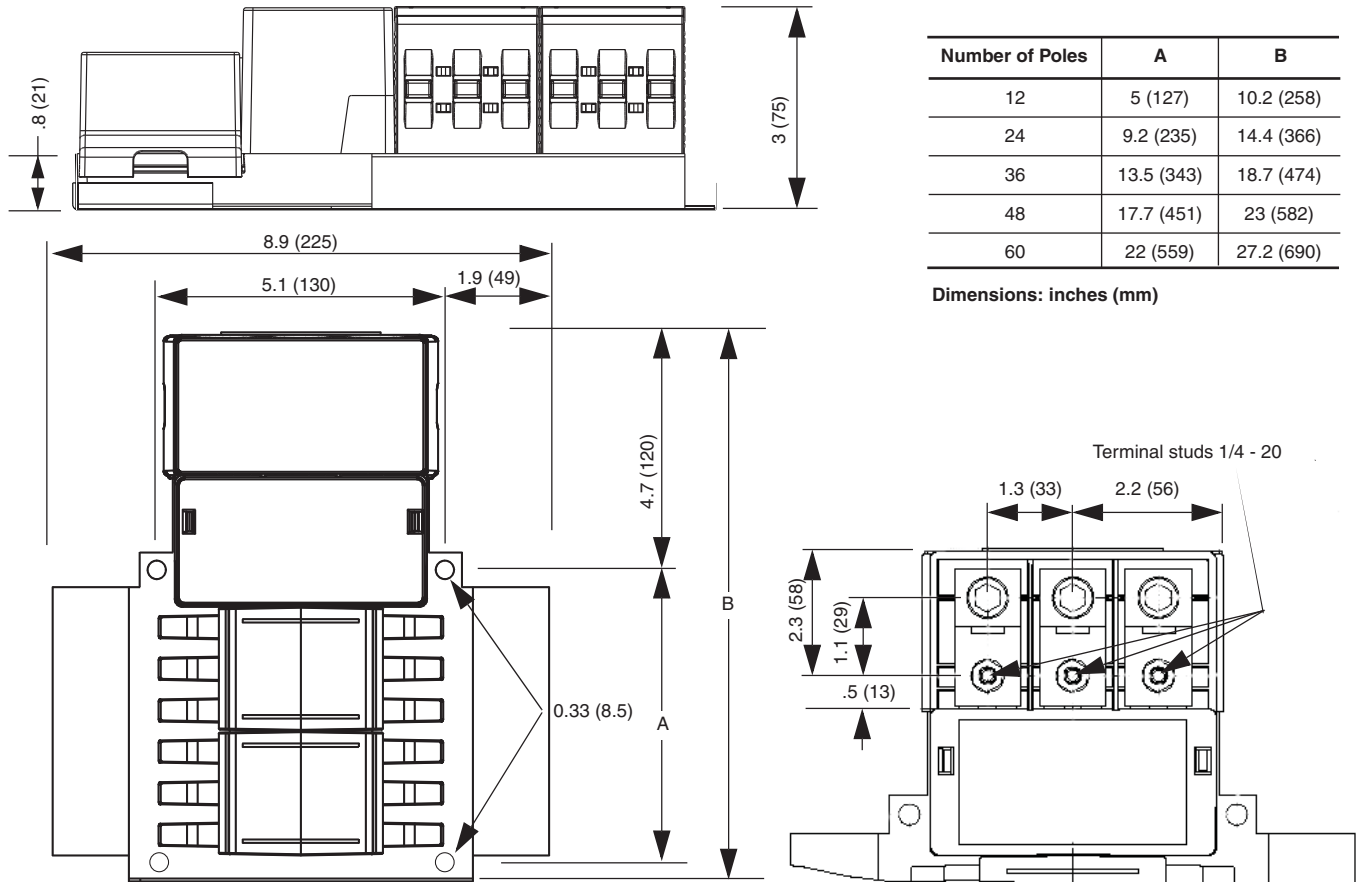 .8 (21)
3 (75)
Number of Poles A B
12 5 (127) 10.2 (258)
24 9.2 (235) 14.4 (366)
36 13.5 (343) 18.7 (474)
48 17.7 (451) 23 (582)
60 22 (559) 27.2 (690)
Dimensions: inches (mm)
8.9 (225)
5.1 (130)
1.9 (49)
4.7 (120)
B
A
0.33 (8.5)
Terminal studs 1/4 - 20
1.3 (33)
2.2 (56)
2.3 (58)
1.1 (29)
.5 (13)